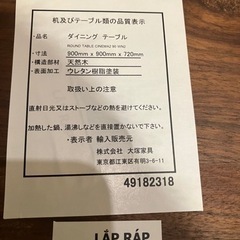 机及びテーブル類の品質表示
-品名 ダイニング テーブル
ROUND TABLE CINEMA2 90 WN2
-寸法 900mm × 900mm × 720mm
-構造部材 天然木
-表面加工 ウレタン樹脂塗装
取扱い上の注意
直射日光又はストーブなどの熱を避けてください。
加熱した鍋、湯沸しなどを直接置かないで下さい。
-表示者 輸入販売元
株式会社 大塚家具
東京都江東区有明3-6-11
49182318
LẮP RÁP